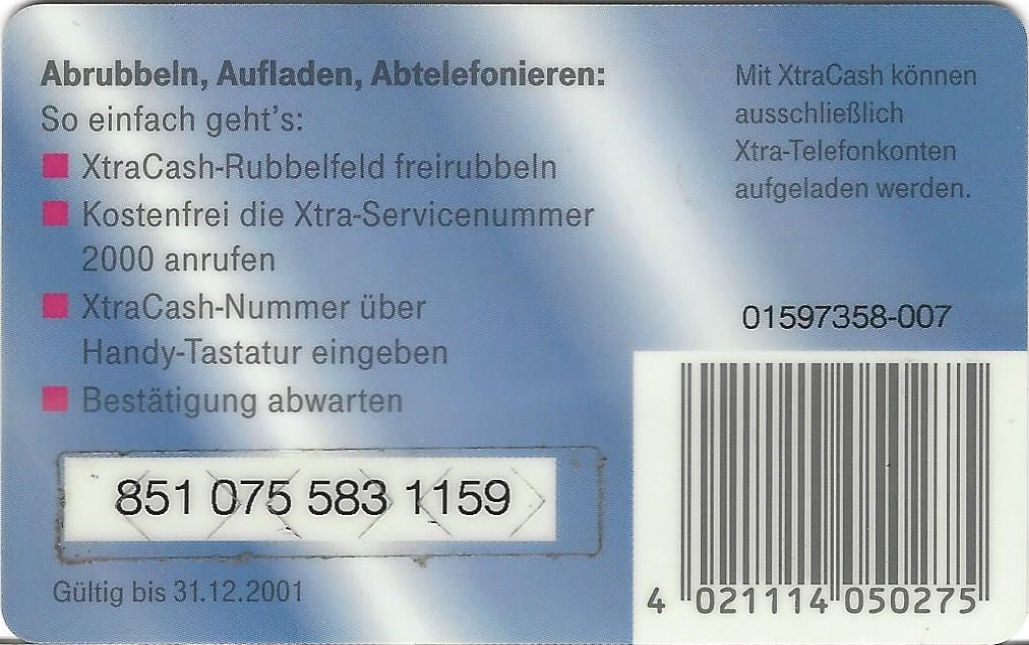 Abrubbeln, Aufladen, Abtelefonieren:
So einfach geht's:
XtraCash-Rubbelfeld freirubbeln
Kostenfrei die Xtra-Servicenummer
2000 anrufen
XtraCash-Nummer über
Handy-Tastatur eingeben
Bestätigung abwarten
851 075 583 1159
Gültig bis 31.12.2001
Mit XtraCash können
ausschließlich
Xtra-Telefonkonten
aufgeladen werden.
01597358-007
4 021114 050275